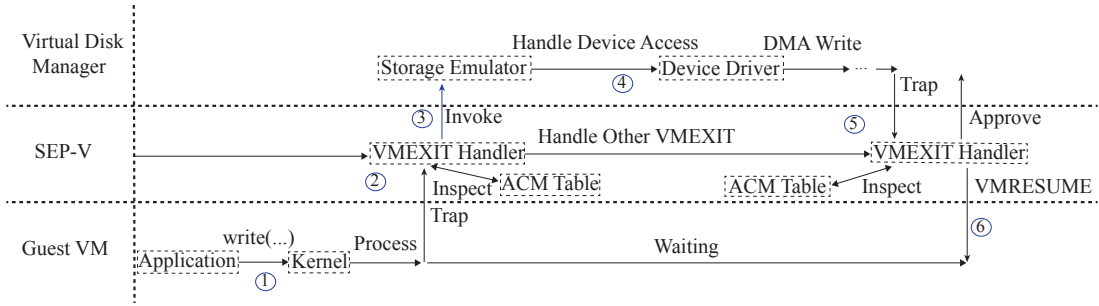 Virtual Disk
Manager
Handle Device Access
DMA Write
Storage Emulator
④
Device Driver
...
Trap
③
Invoke
⑤
Approve
SEP-V
Handle Other VMEXIT
VMEXIT Handler
VMEXIT Handler
②
Inspect
ACM Table
ACM Table
Inspect
VMRESUME
Trap
Guest VM
write(...)
Process
Waiting
⑥
Application
①
Kernel